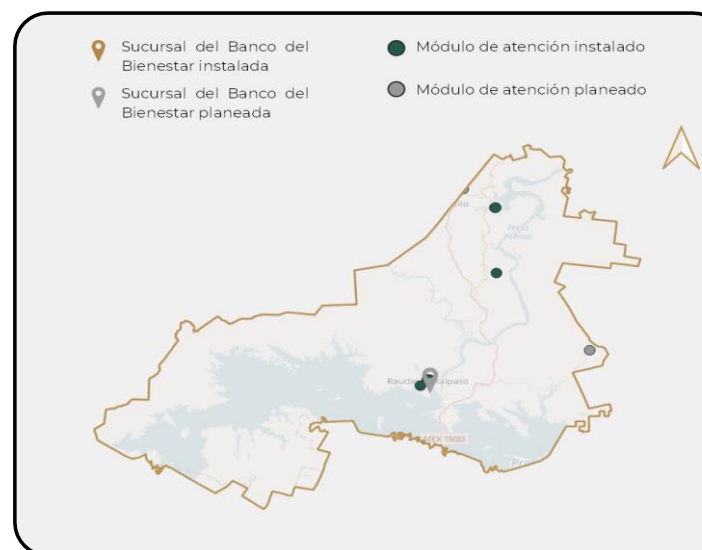 Sucursal del Banco del
Bienestar instalada
Módulo de atención instalado
Sucursal del Banco del
Bienestar planeada
Módulo de atención planeado
MEX 180D